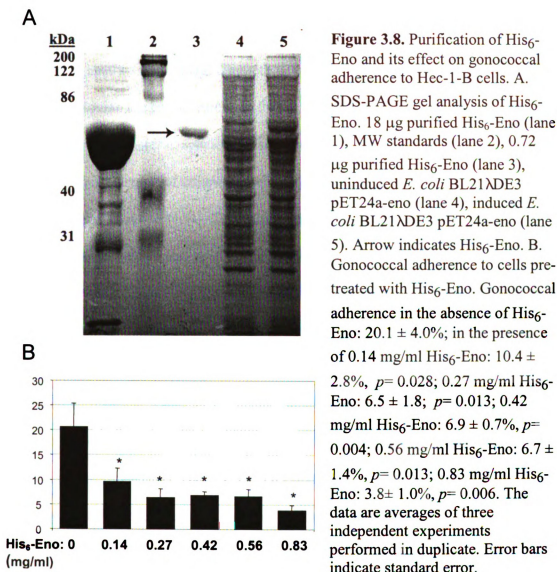 A
kDa 1 2 3 4 5
200
122
86
40
31
B
30
25
20
15
10
5
0
*
*
*
*
*
His6-Eno: 0 0.14 0.27 0.42 0.56 0.83
(mg/ml)
Figure 3.8. Purification of His6-
Eno and its effect on gonococcal
adherence to Hec-1-B cells. A.
SDS-PAGE gel analysis of His6-
Eno. 18 µg purified His6-Eno (lane
1), MW standards (lane 2), 0.72
µg purified His6-Eno (lane 3),
uninduced E. coli BL21λDE3
pET24a-eno (lane 4), induced E.
coli BL21λDE3 pET24a-eno (lane
5). Arrow indicates His6-Eno. B.
Gonococcal adherence to cells pre-
treated with His6-Eno. Gonococcal
adherence in the absence of His6-
Eno: 20.1 ± 4.0%; in the presence
of 0.14 mg/ml His6-Eno: 10.4 ±
2.8%, p= 0.028; 0.27 mg/ml His6-
Eno: 6.5 ± 1.8; p= 0.013; 0.42
mg/ml His6-Eno: 6.9 ± 0.7%, p=
0.004; 0.56 mg/ml His6-Eno: 6.7 ±
1.4%, p= 0.013; 0.83 mg/ml His6-
Eno: 3.8± 1.0%, p= 0.006. The
data are averages of three
independent experiments
performed in duplicate. Error bars
indicate standard error.